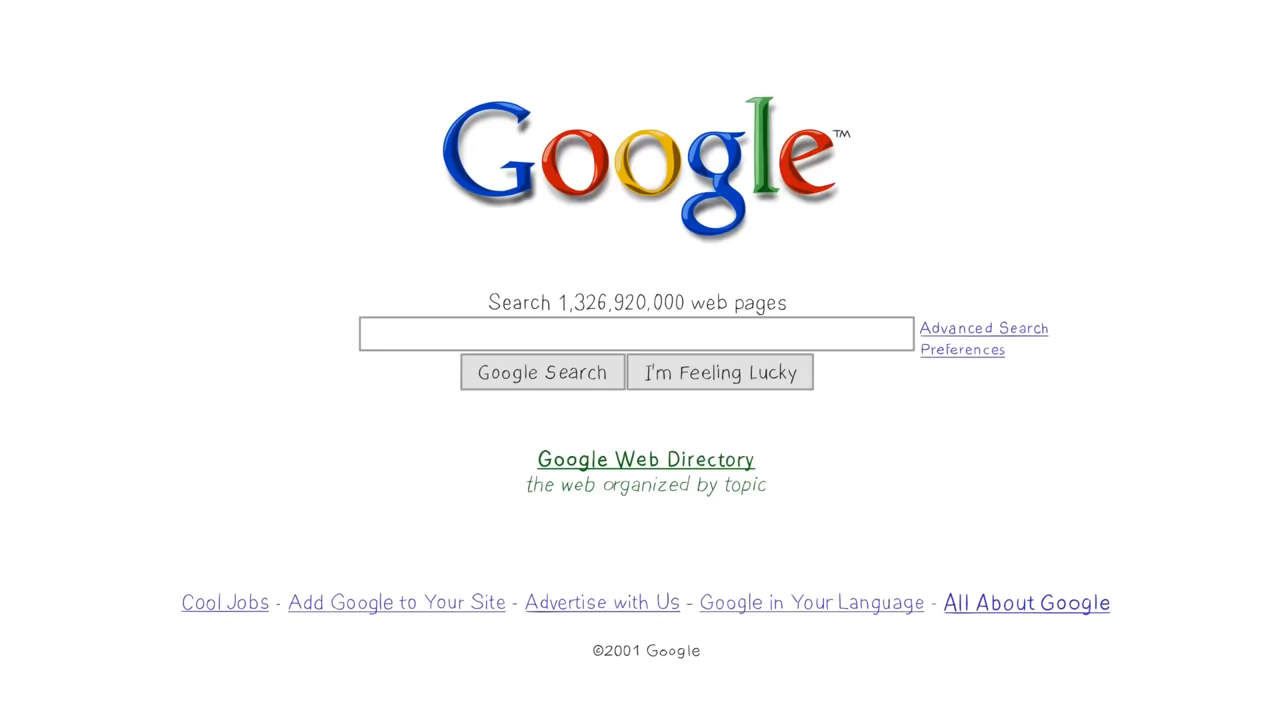 Google™
Search 1,326,920,000 web pages
Advanced Search
Preferences
Google Search I'm Feeling Lucky
Google Web Directory
the web organized by topic
Cool Jobs - Add Google to Your Site - Advertise with Us - Google in Your Language - All About Google
©2001 Google